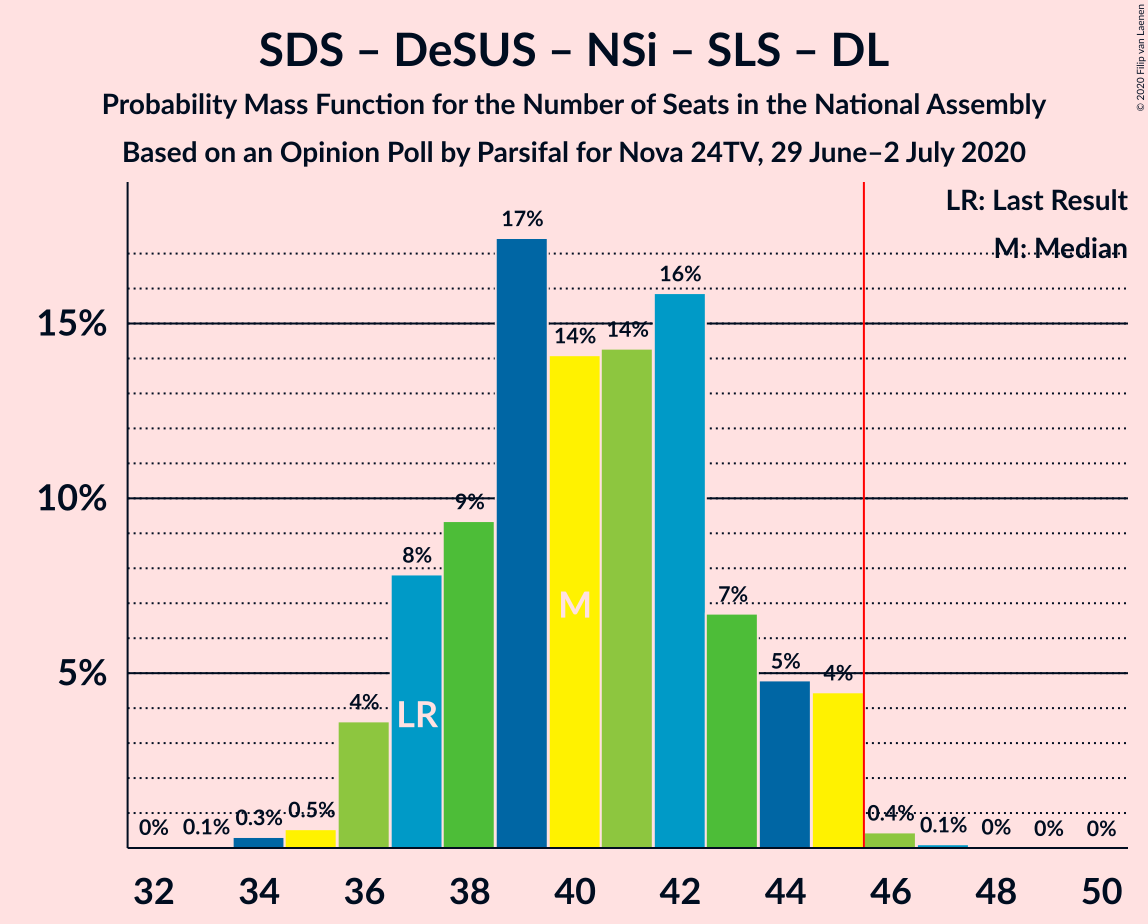 SDS – DeSUS – NSi – SLS – DL
Probability Mass Function for the Number of Seats in the National Assembly
Based on an Opinion Poll by Parsifal for Nova 24TV, 29 June–2 July 2020
© 2020 Filip van Laenen
LR: Last Result
M: Median
15%
10%
5%
0%
0.1%
0.3%
0.5%
4%
8%
9%
17%
14%
14%
16%
7%
5%
4%
0.4%
0.1%
0%
0%
0%
LR
M
32 34 36 38 40 42 44 46 48 50